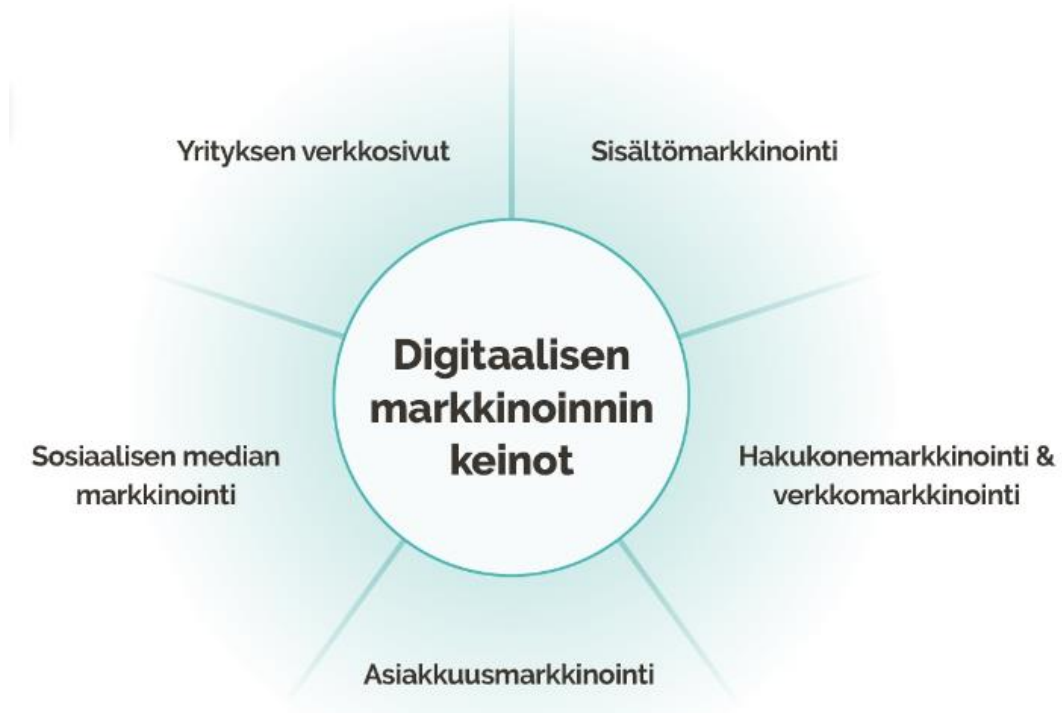 Yrityksen verkkosivut
Sisältömarkkinointi
Digitaalisen
markkinoinnin
keinot
Sosiaalisen median
markkinointi
Hakukonemarkkinointi &
verkkomarkkinointi
Asiakkuusmarkkinointi